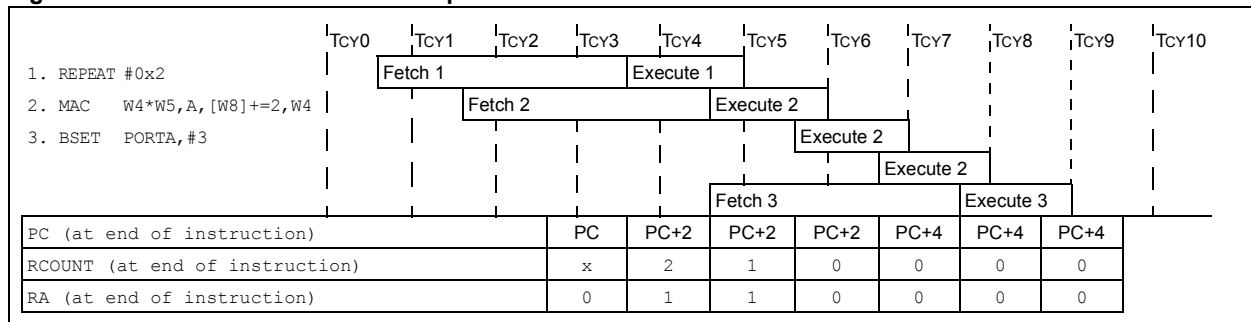 TCY0 TCY1 TCY2 TCY3 TCY4 TCY5 TCY6 TCY7 TCY8 TCY9 TCY10
1. REPEAT #0x2 Fetch 1 Execute 1
2. MAC W4*W5,A,[W8]+=2,W4 Fetch 2 Execute 2
3. BSET PORTA,#3 Execute 2
Execute 2
Fetch 3 Execute 3
PC (at end of instruction) PC PC+2 PC+2 PC+2 PC+4 PC+4 PC+4
RCOUNT (at end of instruction) x 2 1 0 0 0 0
RA (at end of instruction) 0 1 1 0 0 0 0